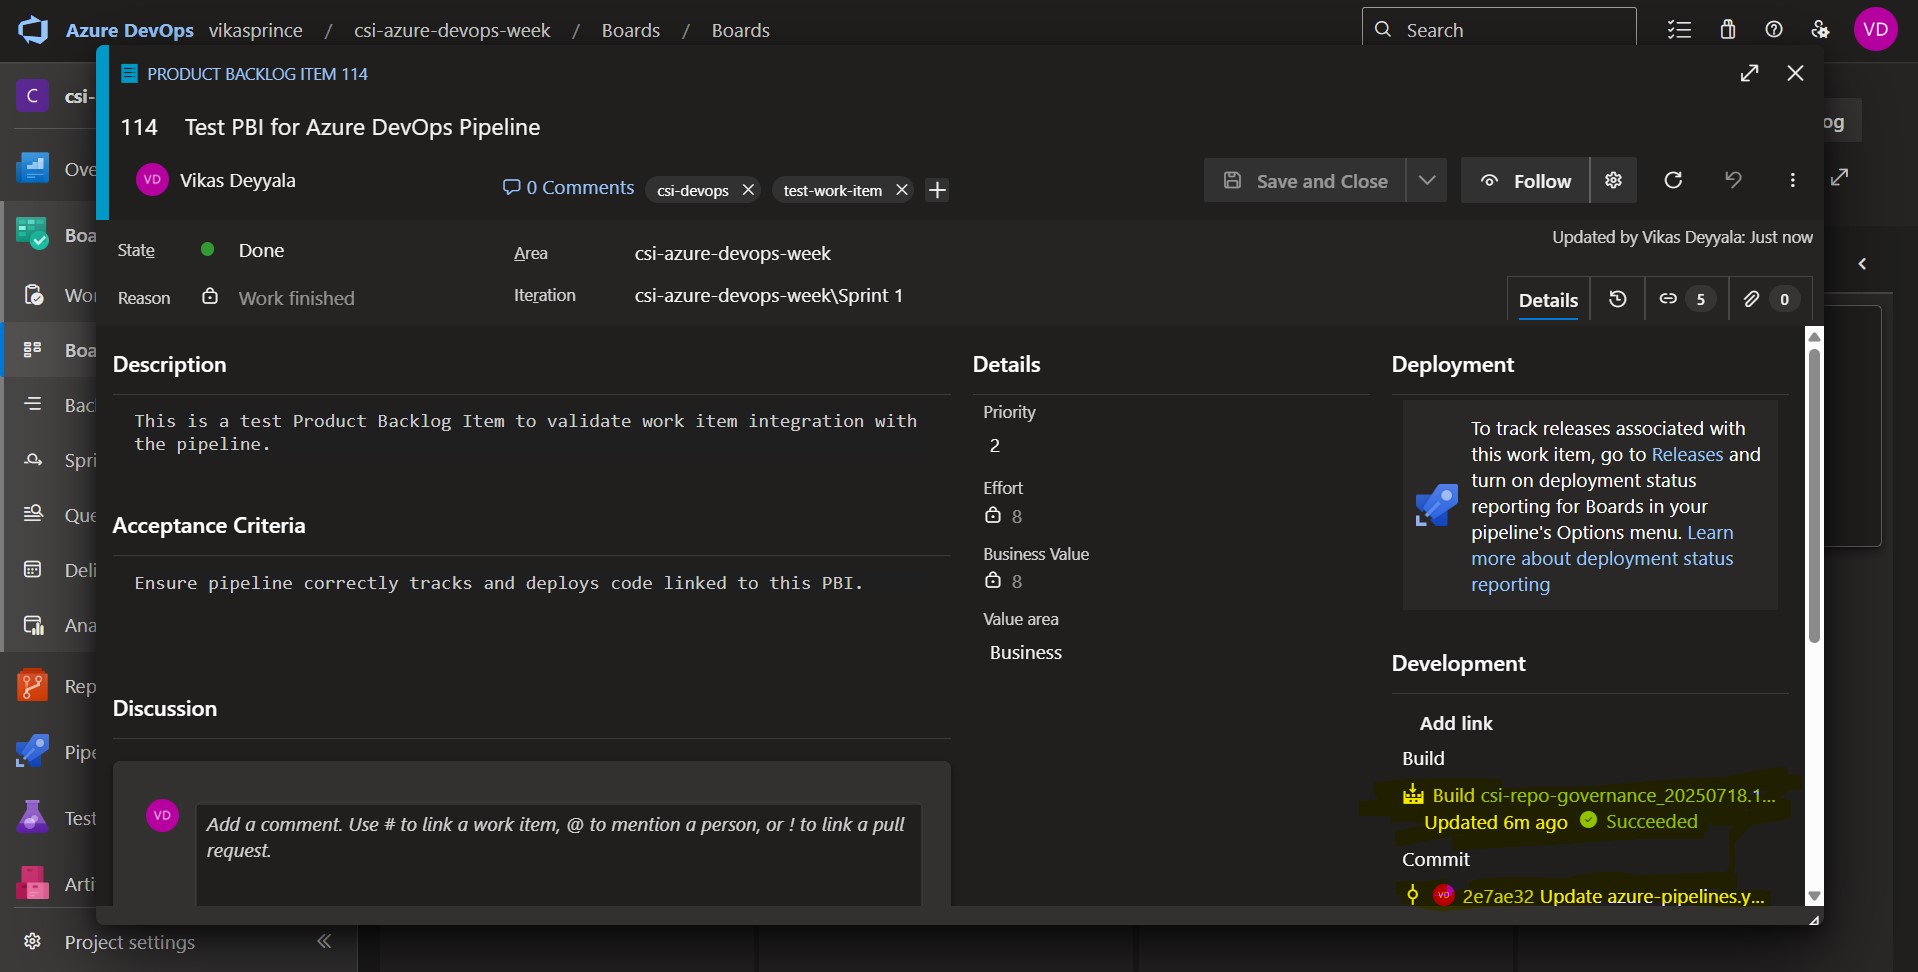 Azure DevOps vikasprince / csi-azure-devops-week / Boards / Boards
Search
VD
C csi-
PRODUCT BACKLOG ITEM 114
114 Test PBI for Azure DevOps Pipeline
og
VD Vikas Deyyala
0 Comments
csi-devops
test-work-item
Save and Close
Follow
State Done
Area csi-azure-devops-week
Updated by Vikas Deyyala: Just now
Reason Work finished
Iteration csi-azure-devops-week\Sprint 1
Details
5
0
Ove
Boa
Wor
Boa
Bac
Spri
Que
Deli
Ana
Rep
Pipe
Test
Arti
Project settings
Description
This is a test Product Backlog Item to validate work item integration with
the pipeline.
Acceptance Criteria
Ensure pipeline correctly tracks and deploys code linked to this PBI.
Discussion
VD
Add a comment. Use # to link a work item, @ to mention a person, or ! to link a pull
request.
Details
Priority
2
Effort
8
Business Value
8
Value area
Business
Deployment
To track releases associated with
this work item, go to Releases and
turn on deployment status
reporting for Boards in your
pipeline's Options menu. Learn
more about deployment status
reporting
Development
Add link
Build
Build csi-repo-governance_20250718.1...
Updated 6m ago Succeeded
Commit
VD 2e7ae32 Update azure-pipelines.y...